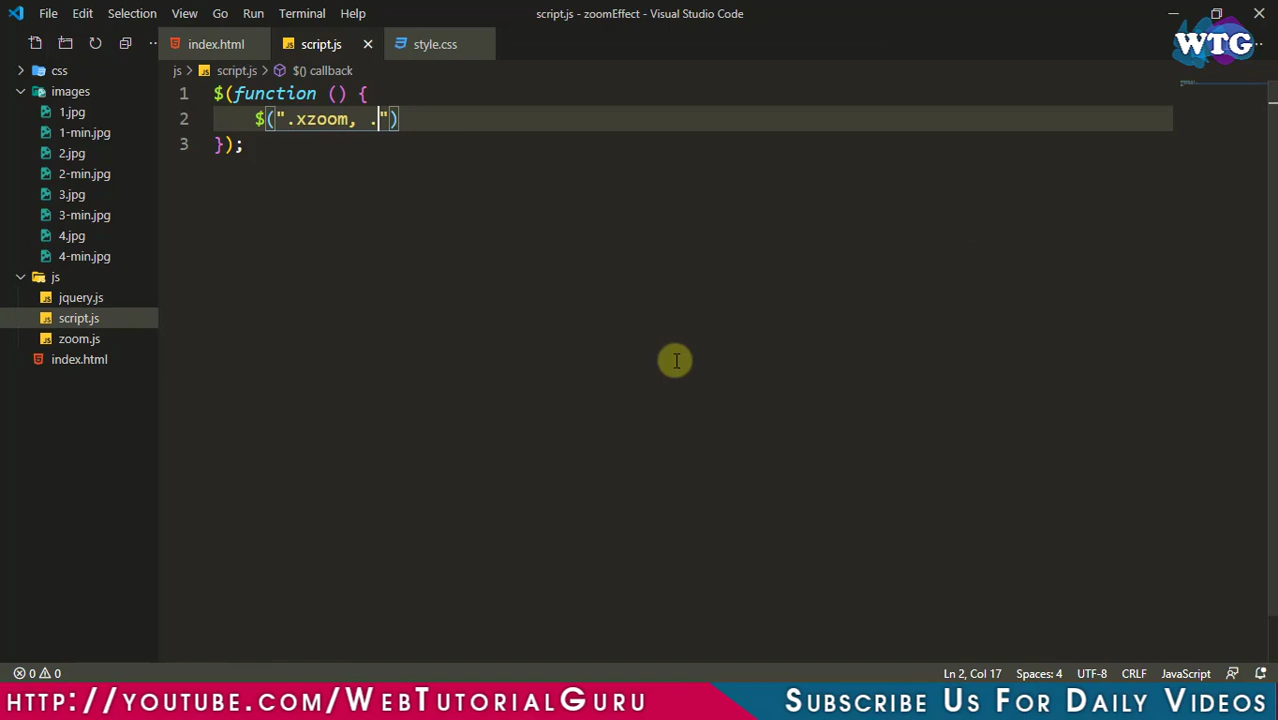 File Edit Selection View Go Run Terminal Help
script.js - zoomEffect - Visual Studio Code
WTG
index.html
script.js
style.css
js > script.js > $() callback
css
images
1.jpg
1-min.jpg
2.jpg
2-min.jpg
3.jpg
3-min.jpg
4.jpg
4-min.jpg
js
jquery.js
script.js
zoom.js
index.html
1 $(function () {
2 $(".xzoom, .")
3 });
0 0
Ln 2, Col 17 Spaces: 4 UTF-8 CRLF JavaScript
http://youtube.com/WebTutorialGuru
Subscribe Us For Daily Videos